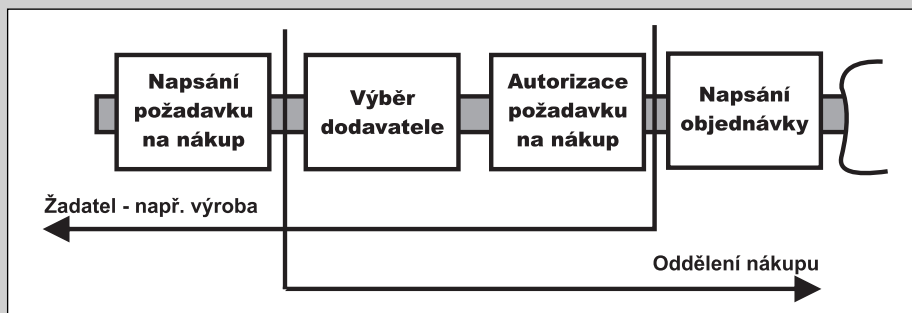 Napsání
požadavku
na nákup
Výběr
dodavatele
Autorizace
požadavku
na nákup
Napsání
objednávky
Žadatel - např. výroba
Oddělení nákupu